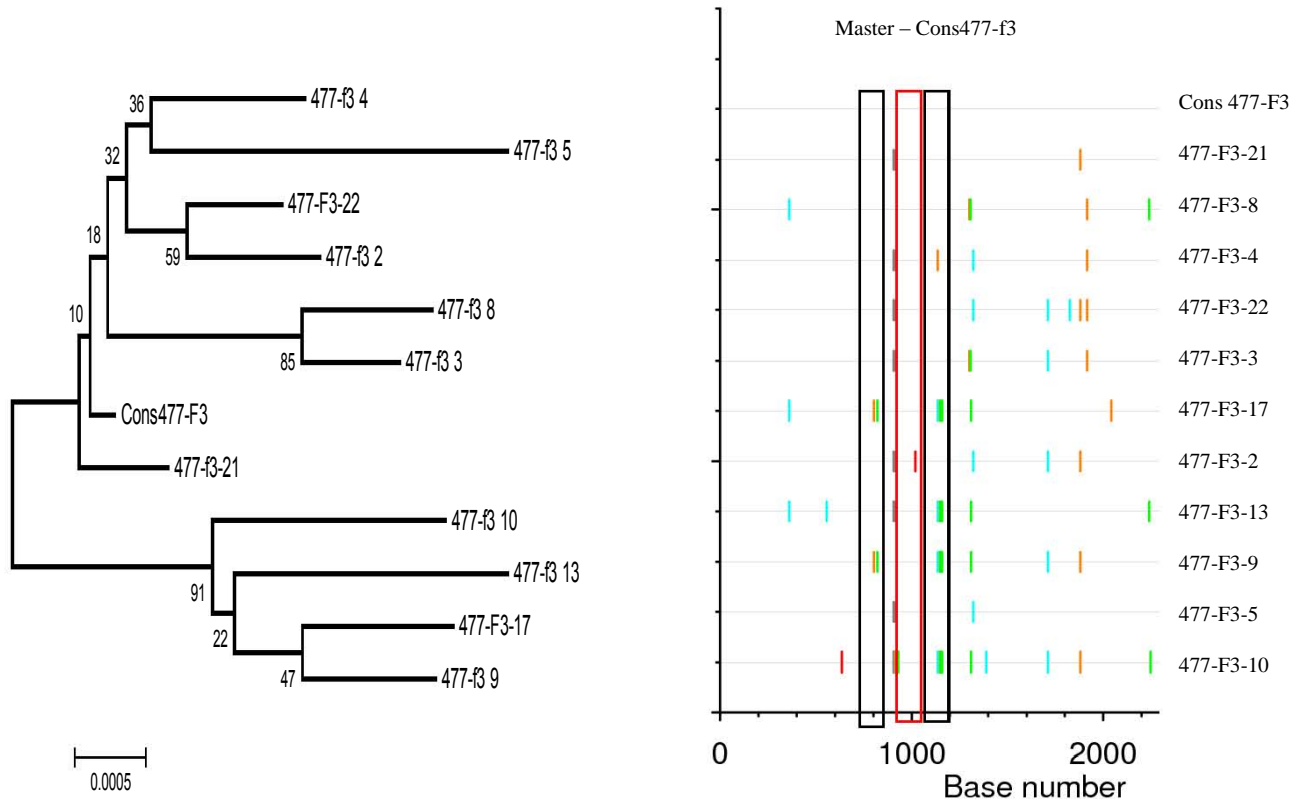 36
477-f3 4
32
477-f3 5
477-F3-22
18
59
477-f3 2
10
477-f3 8
85
477-f3 3
Cons477-F3
477-f3-21
477-f3 10
91
477-f3 13
22
477-F3-17
47
477-f3 9
0.0005
Master – Cons477-f3
Cons 477-F3
477-F3-21
477-F3-8
477-F3-4
477-F3-22
477-F3-3
477-F3-17
477-F3-2
477-F3-13
477-F3-9
477-F3-5
477-F3-10
0 1000 2000
Base number